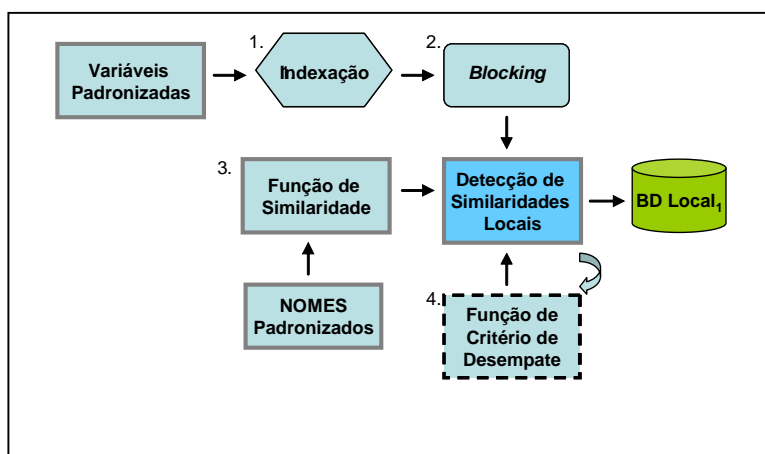 1.
Variáveis
Padronizadas
Indexação
2.
Blocking
3.
Função de
Similaridade
Detecção de
Similaridades
Locais
BD Local1
NOMES
Padronizados
4.
Função de
Critério de
Desempate